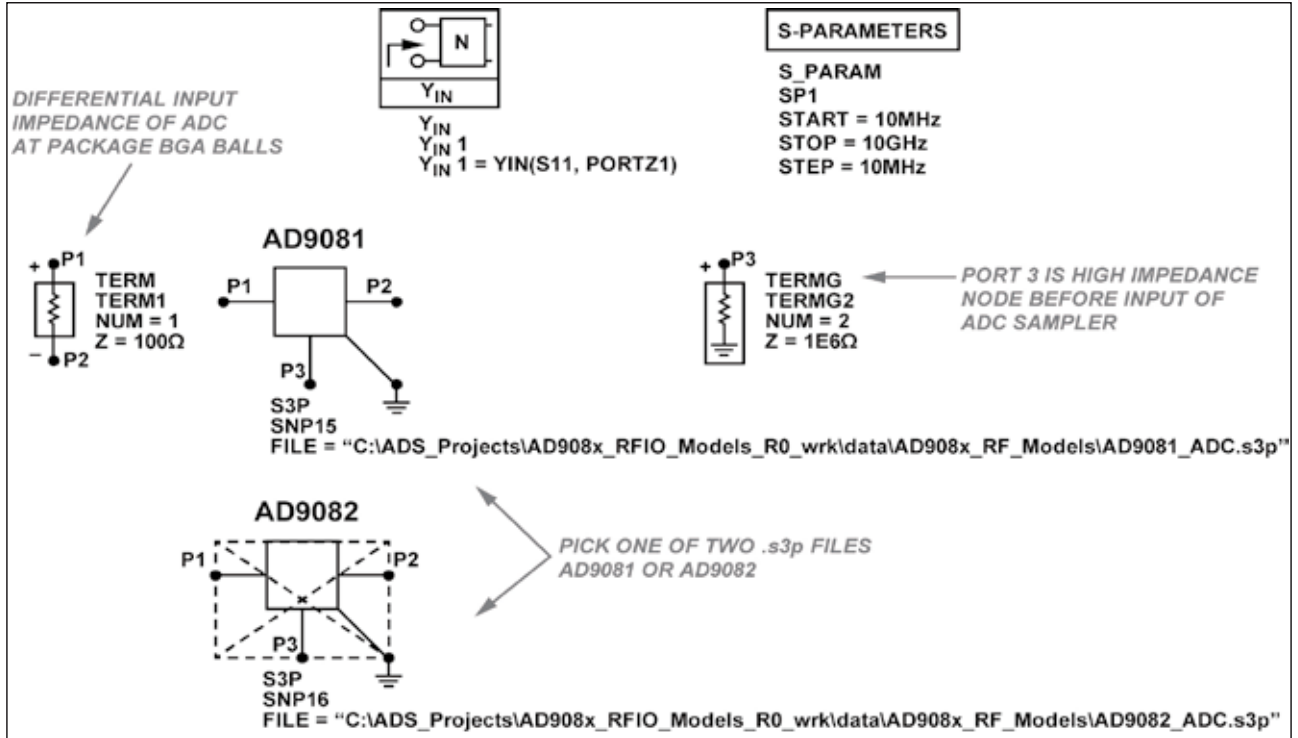 N
Y_IN
Y_IN
Y_IN 1
Y_IN 1 = YIN(S11, PORTZ1)
S-PARAMETERS
S_PARAM
SP1
START = 10MHz
STOP = 10GHz
STEP = 10MHz
DIFFERENTIAL INPUT
IMPEDANCE OF ADC
AT PACKAGE BGA BALLS
+ P1
TERM
TERM1
NUM = 1
Z = 100Ω
– P2
AD9081
P1
P2
P3
S3P
SNP15
FILE = “C:\ADS_Projects\AD908x_RFIO_Models_R0_wrk\data\AD908x_RF_Models\AD9081_ADC.s3p”
+ P3
TERMG
TERMG2
NUM = 2
Z = 1E6Ω
PORT 3 IS HIGH IMPEDANCE
NODE BEFORE INPUT OF
ADC SAMPLER
AD9082
P1
P2
P3
S3P
SNP16
FILE = “C:\ADS_Projects\AD908x_RFIO_Models_R0_wrk\data\AD908x_RF_Models\AD9082_ADC.s3p”
PICK ONE OF TWO .s3p FILES
AD9081 OR AD9082